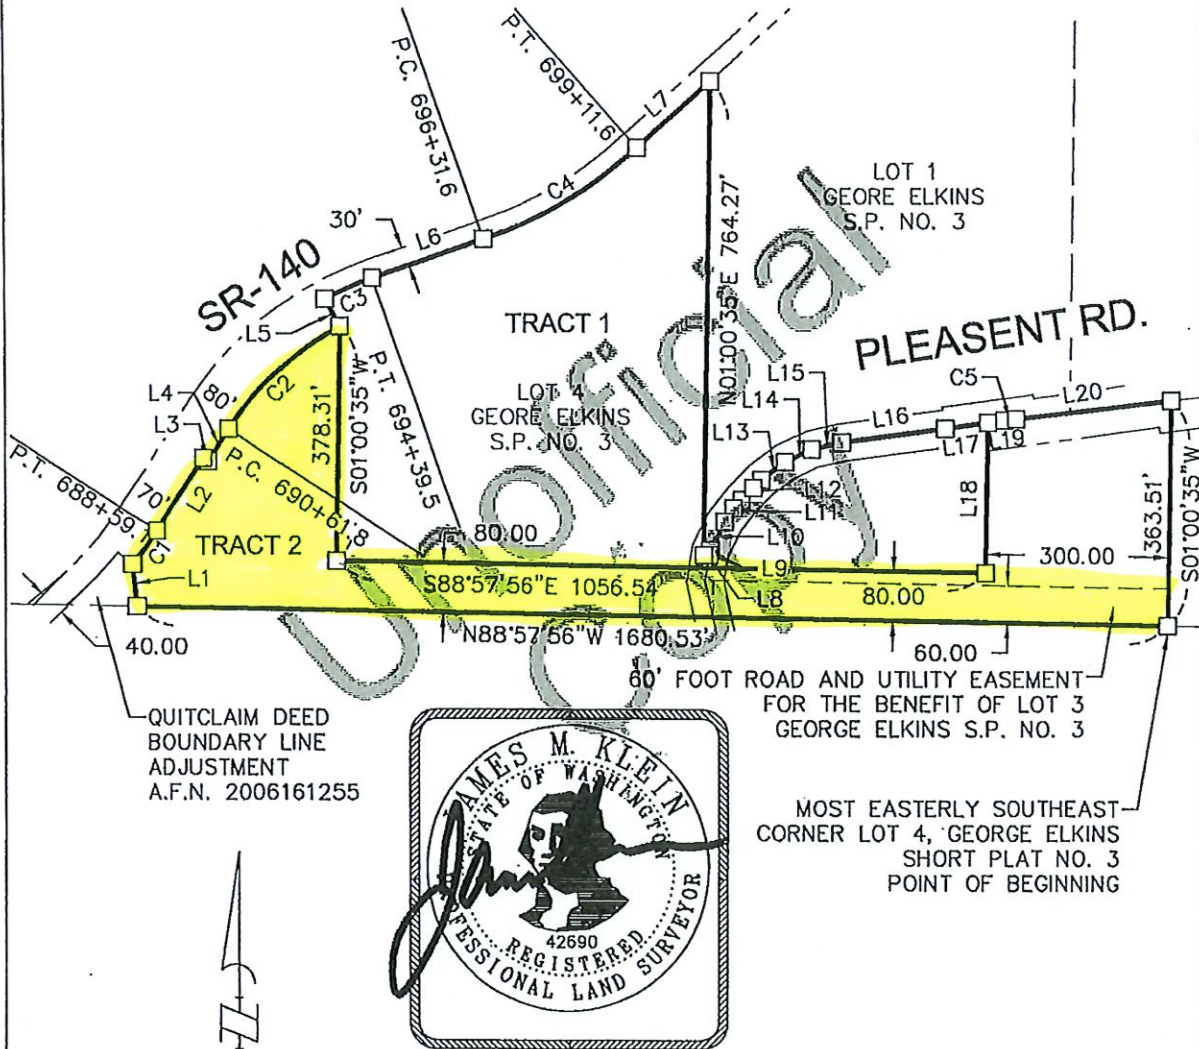 P.C. 696+31.6
P.T. 699+11.6
L7
C4
30'
L6
SR-140
C3
L5
LOT 1
GEORE ELKINS
S.P. NO. 3
N01°00'35"E 764.27'
TRACT 1
LOT 4
GEORE ELKINS
S.P. NO. 3
PLEASENT RD.
L4
80'
C2
L3
378.31'
S01°00'35"W
P.T. 694+39.5
L15
C5
L20
L14
L16
L13
L17
L19
P.T. 688+59.
70'
L2
P.C. 690+61.8
C1
TRACT 2
L12
L11
L10
L18
363.51'
S01°00'35"W
80.00
300.00
L1
S88°57'56"E 1056.54'
L9
L8
80.00
N88°57'56"W 1680.53'
40.00
60.00
60' FOOT ROAD AND UTILITY EASEMENT
FOR THE BENEFIT OF LOT 3
GEORGE ELKINS S.P. NO. 3
QUITCLAIM DEED
BOUNDARY LINE
ADJUSTMENT
A.F.N. 2006161255
MOST EASTERLY SOUTHEAST
CORNER LOT 4, GEORGE ELKINS
SHORT PLAT NO. 3
POINT OF BEGINNING
JAMES M. KLEIN
STATE OF WASHINGTON
42690
REGISTERED
PROFESSIONAL LAND SURVEYOR
Unofficial
Copy
N